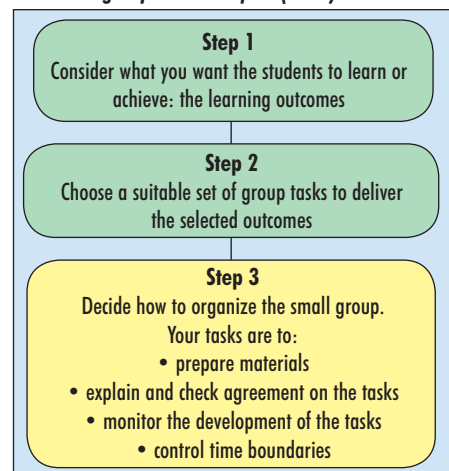 Step 1
Consider what you want the students to learn or
achieve: the learning outcomes
Step 2
Choose a suitable set of group tasks to deliver
the selected outcomes
Step 3
Decide how to organize the small group.
Your tasks are to:
• prepare materials
• explain and check agreement on the tasks
• monitor the development of the tasks
• control time boundaries